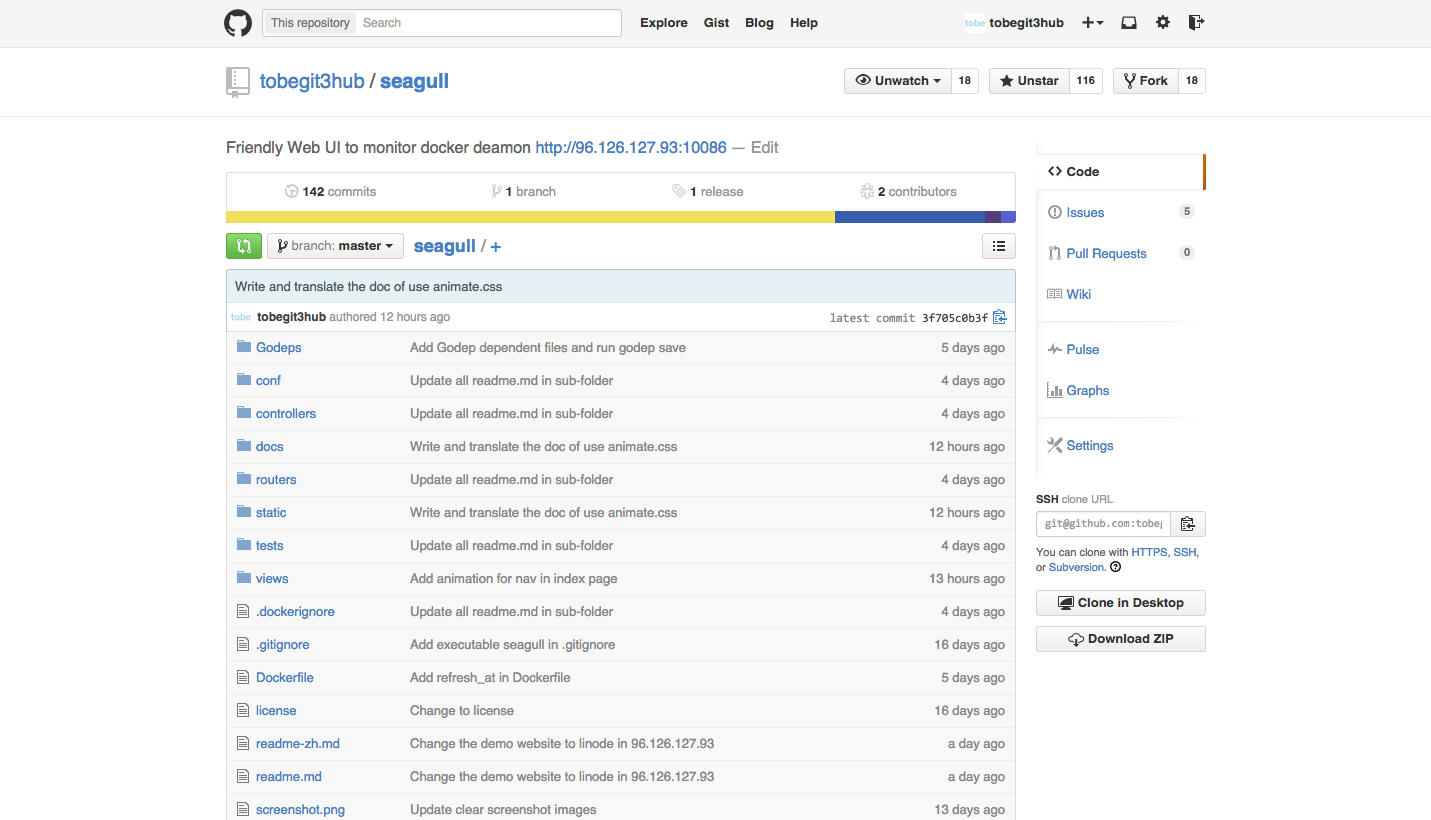 This repository Search Explore Gist Blog Help tobe tobegit3hub
tobegit3hub / seagull Unwatch 18 Unstar 116 Fork 18
Friendly Web UI to monitor docker deamon http://96.126.127.93:10086 — Edit
142 commits 1 branch 1 release 2 contributors
branch: master seagull / +
Write and translate the doc of use animate.css
tobe tobegit3hub authored 12 hours ago latest commit 3f705c0b3f
Godeps Add Godep dependent files and run godep save 5 days ago
conf Update all readme.md in sub-folder 4 days ago
controllers Update all readme.md in sub-folder 4 days ago
docs Write and translate the doc of use animate.css 12 hours ago
routers Update all readme.md in sub-folder 4 days ago
static Write and translate the doc of use animate.css 12 hours ago
tests Update all readme.md in sub-folder 4 days ago
views Add animation for nav in index page 13 hours ago
.dockerignore Update all readme.md in sub-folder 4 days ago
.gitignore Add executable seagull in .gitignore 16 days ago
Dockerfile Add refresh_at in Dockerfile 5 days ago
license Change to license 16 days ago
readme-zh.md Change the demo website to linode in 96.126.127.93 a day ago
readme.md Change the demo website to linode in 96.126.127.93 a day ago
screenshot.png Update clear screenshot images 13 days ago
Code
Issues 5
Pull Requests 0
Wiki
Pulse
Graphs
Settings
SSH clone URL
git@github.com:tobe
You can clone with HTTPS, SSH,
or Subversion.
Clone in Desktop
Download ZIP